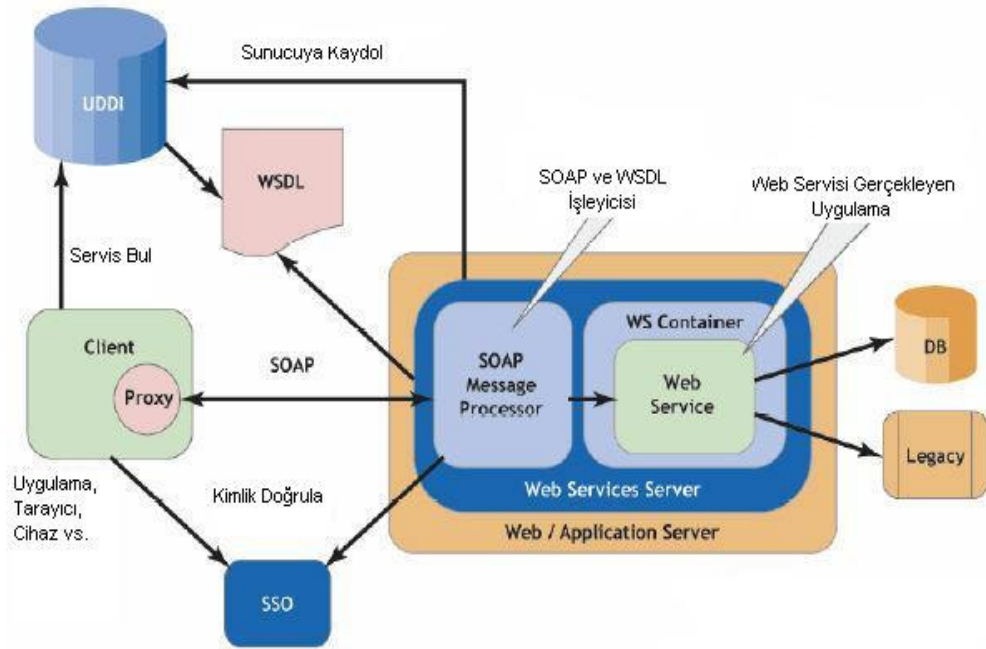 Sunucuya Kaydol
UDDI
WSDL
SOAP ve WSDL
İşleyicisi
Web Servisi Gerçekleyen
Uygulama
Servis Bul
Client
Proxy
SOAP
SOAP
Message
Processor
WS Container
Web
Service
DB
Legacy
Web Services Server
Web / Application Server
Uygulama,
Tarayıcı,
Cihaz vs.
Kimlik Doğrula
SSO